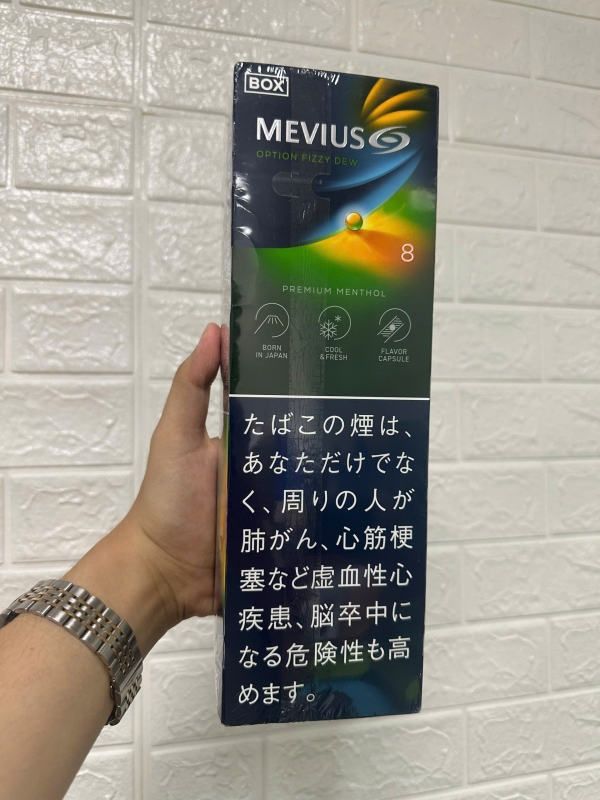 BOX
MEVIUS
OPTION FIZZY DEW
8
PREMIUM MENTHOL
BORN
IN JAPAN
COOL
& FRESH
FLAVOR
CAPSULE
たばこの煙は、
あなただけでな
く、周りの人が
肺がん、心筋梗
塞など虚血性心
疾患、脳卒中に
なる危険性も高
めます。